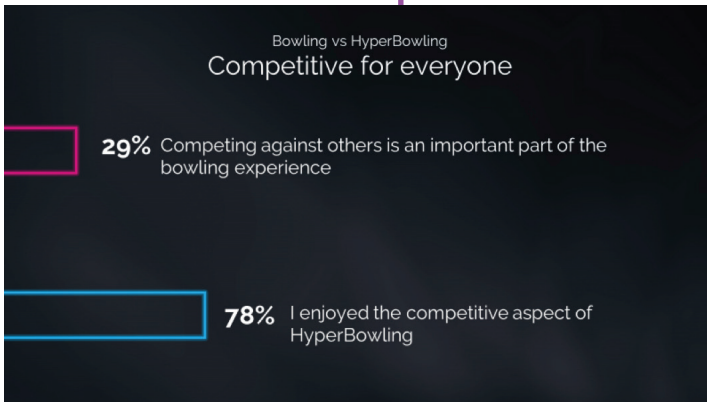 Bowling vs HyperBowling
Competitive for everyone
29% Competing against others is an important part of the
bowling experience
78% I enjoyed the competitive aspect of
HyperBowling